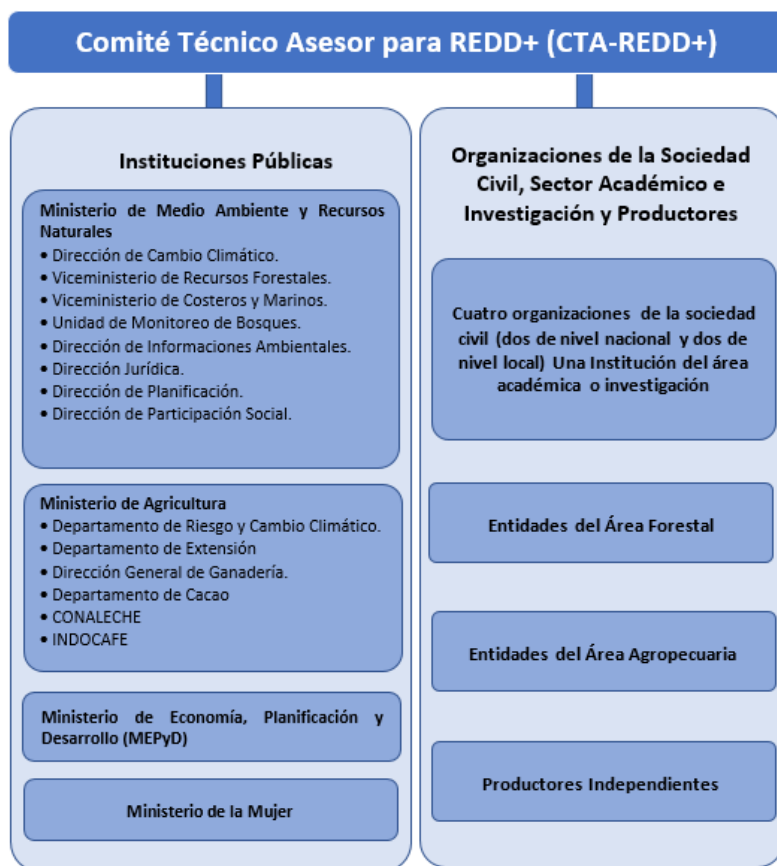 Comité Técnico Asesor para REDD+ (CTA-REDD+)
Instituciones Públicas
Ministerio de Medio Ambiente y Recursos
Naturales
• Dirección de Cambio Climático.
• Viceministerio de Recursos Forestales.
• Viceministerio de Costeros y Marinos.
• Unidad de Monitoreo de Bosques.
• Dirección de Informaciones Ambientales.
• Dirección Jurídica.
• Dirección de Planificación.
• Dirección de Participación Social.
Ministerio de Agricultura
• Departamento de Riesgo y Cambio Climático.
• Departamento de Extensión
• Dirección General de Ganadería.
• Departamento de Cacao
• CONALECHE
• INDOCAFE
Ministerio de Economía, Planificación y
Desarrollo (MEPyD)
Ministerio de la Mujer
Organizaciones de la Sociedad
Civil, Sector Académico e
Investigación y Productores
Cuatro organizaciones de la sociedad
civil (dos de nivel nacional y dos de
nivel local) Una Institución del área
académica o investigación
Entidades del Área Forestal
Entidades del Área Agropecuaria
Productores Independientes